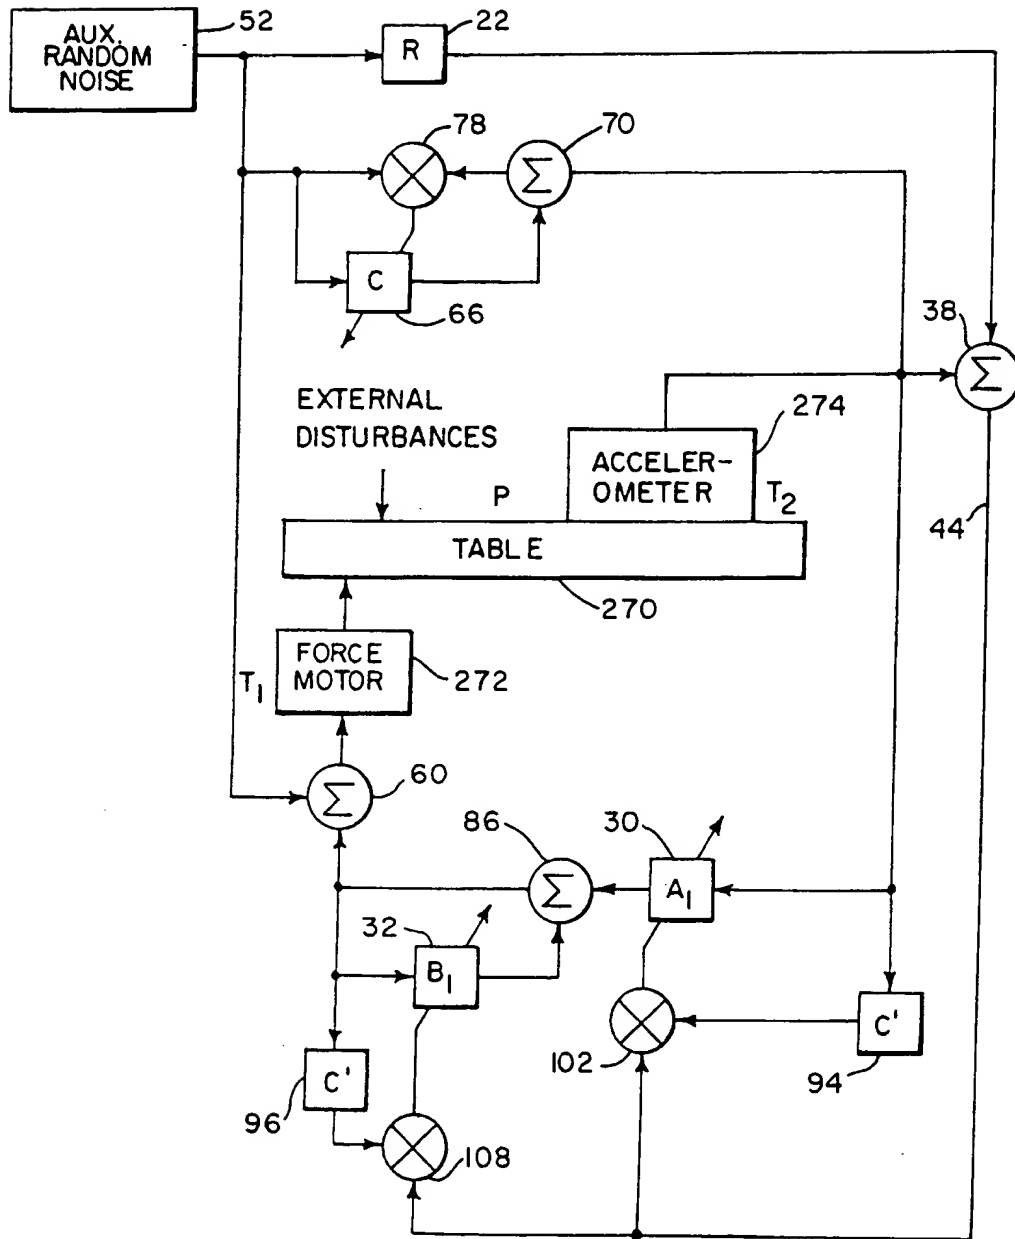 52
AUX.
RANDOM
NOISE
22
R
78
70
Σ
C
66
38
Σ
EXTERNAL
DISTURBANCES
274
ACCELER-
OMETER
P
T2
44
TABLE
270
FORCE
MOTOR
T1
272
60
Σ
86
30
Σ
A1
32
B1
C'
102
94
C'
96
108